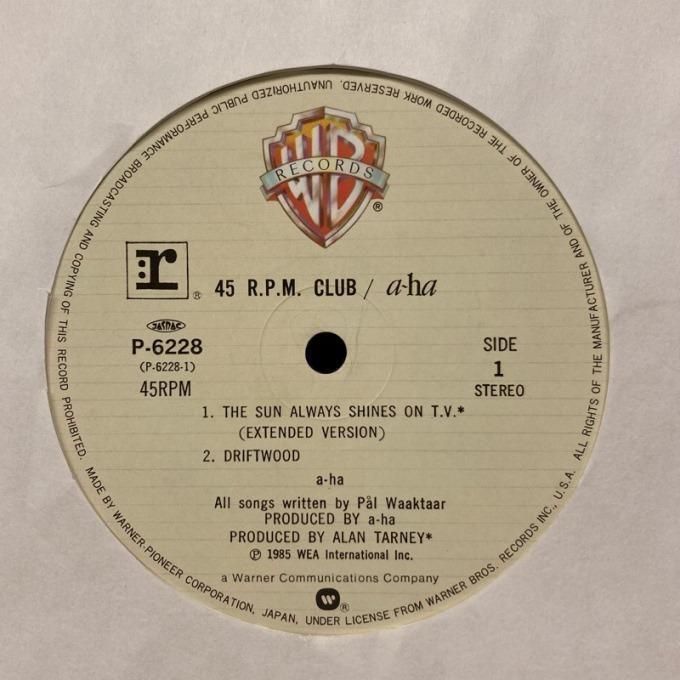 UNAUTHORIZED PUBLIC PERFORMANCE BROADCASTING AND COPYING OF THIS RECORD PROHIBITED.
ALL RIGHTS OF THE MANUFACTURER AND OF THE OWNER OF THE RECORDED WORK RESERVED.
WB
RECORDS
®
r
®
45 R.P.M. CLUB / a-ha
JASRAC
P-6228
(P-6228-1)
45RPM
SIDE
1
STEREO
1. THE SUN ALWAYS SHINES ON T.V.*
(EXTENDED VERSION)
2. DRIFTWOOD
a-ha
All songs written by Pål Waaktaar
PRODUCED BY a-ha
PRODUCED BY ALAN TARNEY*
℗ 1985 WEA International Inc.
a Warner Communications Company
W
®
MADE BY WARNER-PIONEER CORPORATION, JAPAN, UNDER LICENSE FROM WARNER BROS. RECORDS INC., U.S.A.